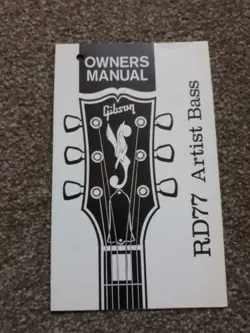 OWNERS
MANUAL
Gibson
RD77 Artist Bass